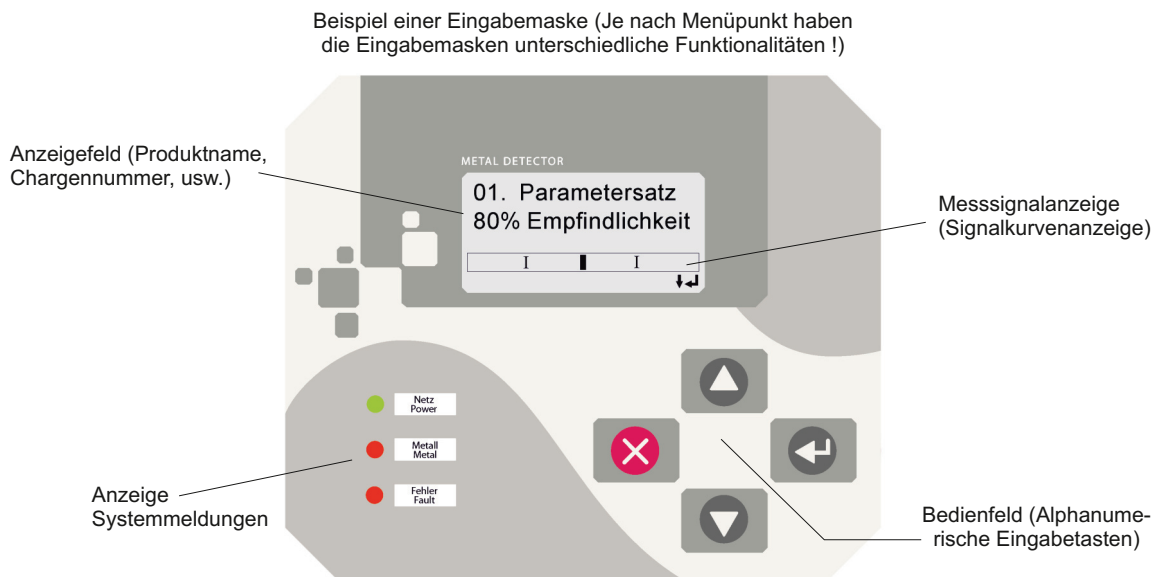 Beispiel einer Eingabemaske (Je nach Menüpunkt haben
die Eingabemasken unterschiedliche Funktionalitäten !)
Anzeigefeld (Produktname,
Chargennummer, usw.)
METAL DETECTOR
01. Parametersatz
80% Empfindlichkeit
I I
Messsignalanzeige
(Signalkurvenanzeige)
Netz
Power
Metall
Metal
Fehler
Fault
Anzeige
Systemmeldungen
Bedienfeld (Alphanume-
rische Eingabetasten)